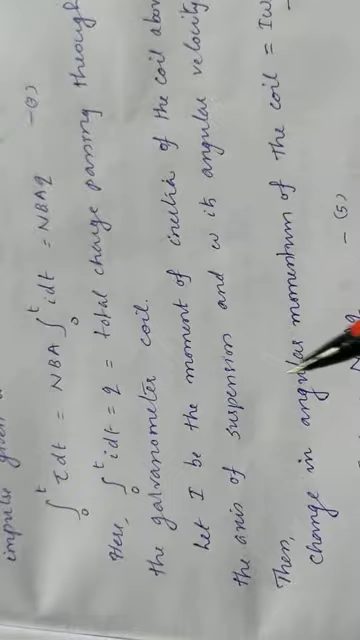 impulse given
∫₀ᵗ τdt = NBA ∫₀ᵗ idt = NBAq —(4)
Here, ∫₀ᵗ idt = q = total charge passing through
the galvanometer coil.
Let I be the moment of inertia of the coil about
the axis of suspension and ω its angular velocity
Then,
change in angular momentum of the coil = Iω
— (5)